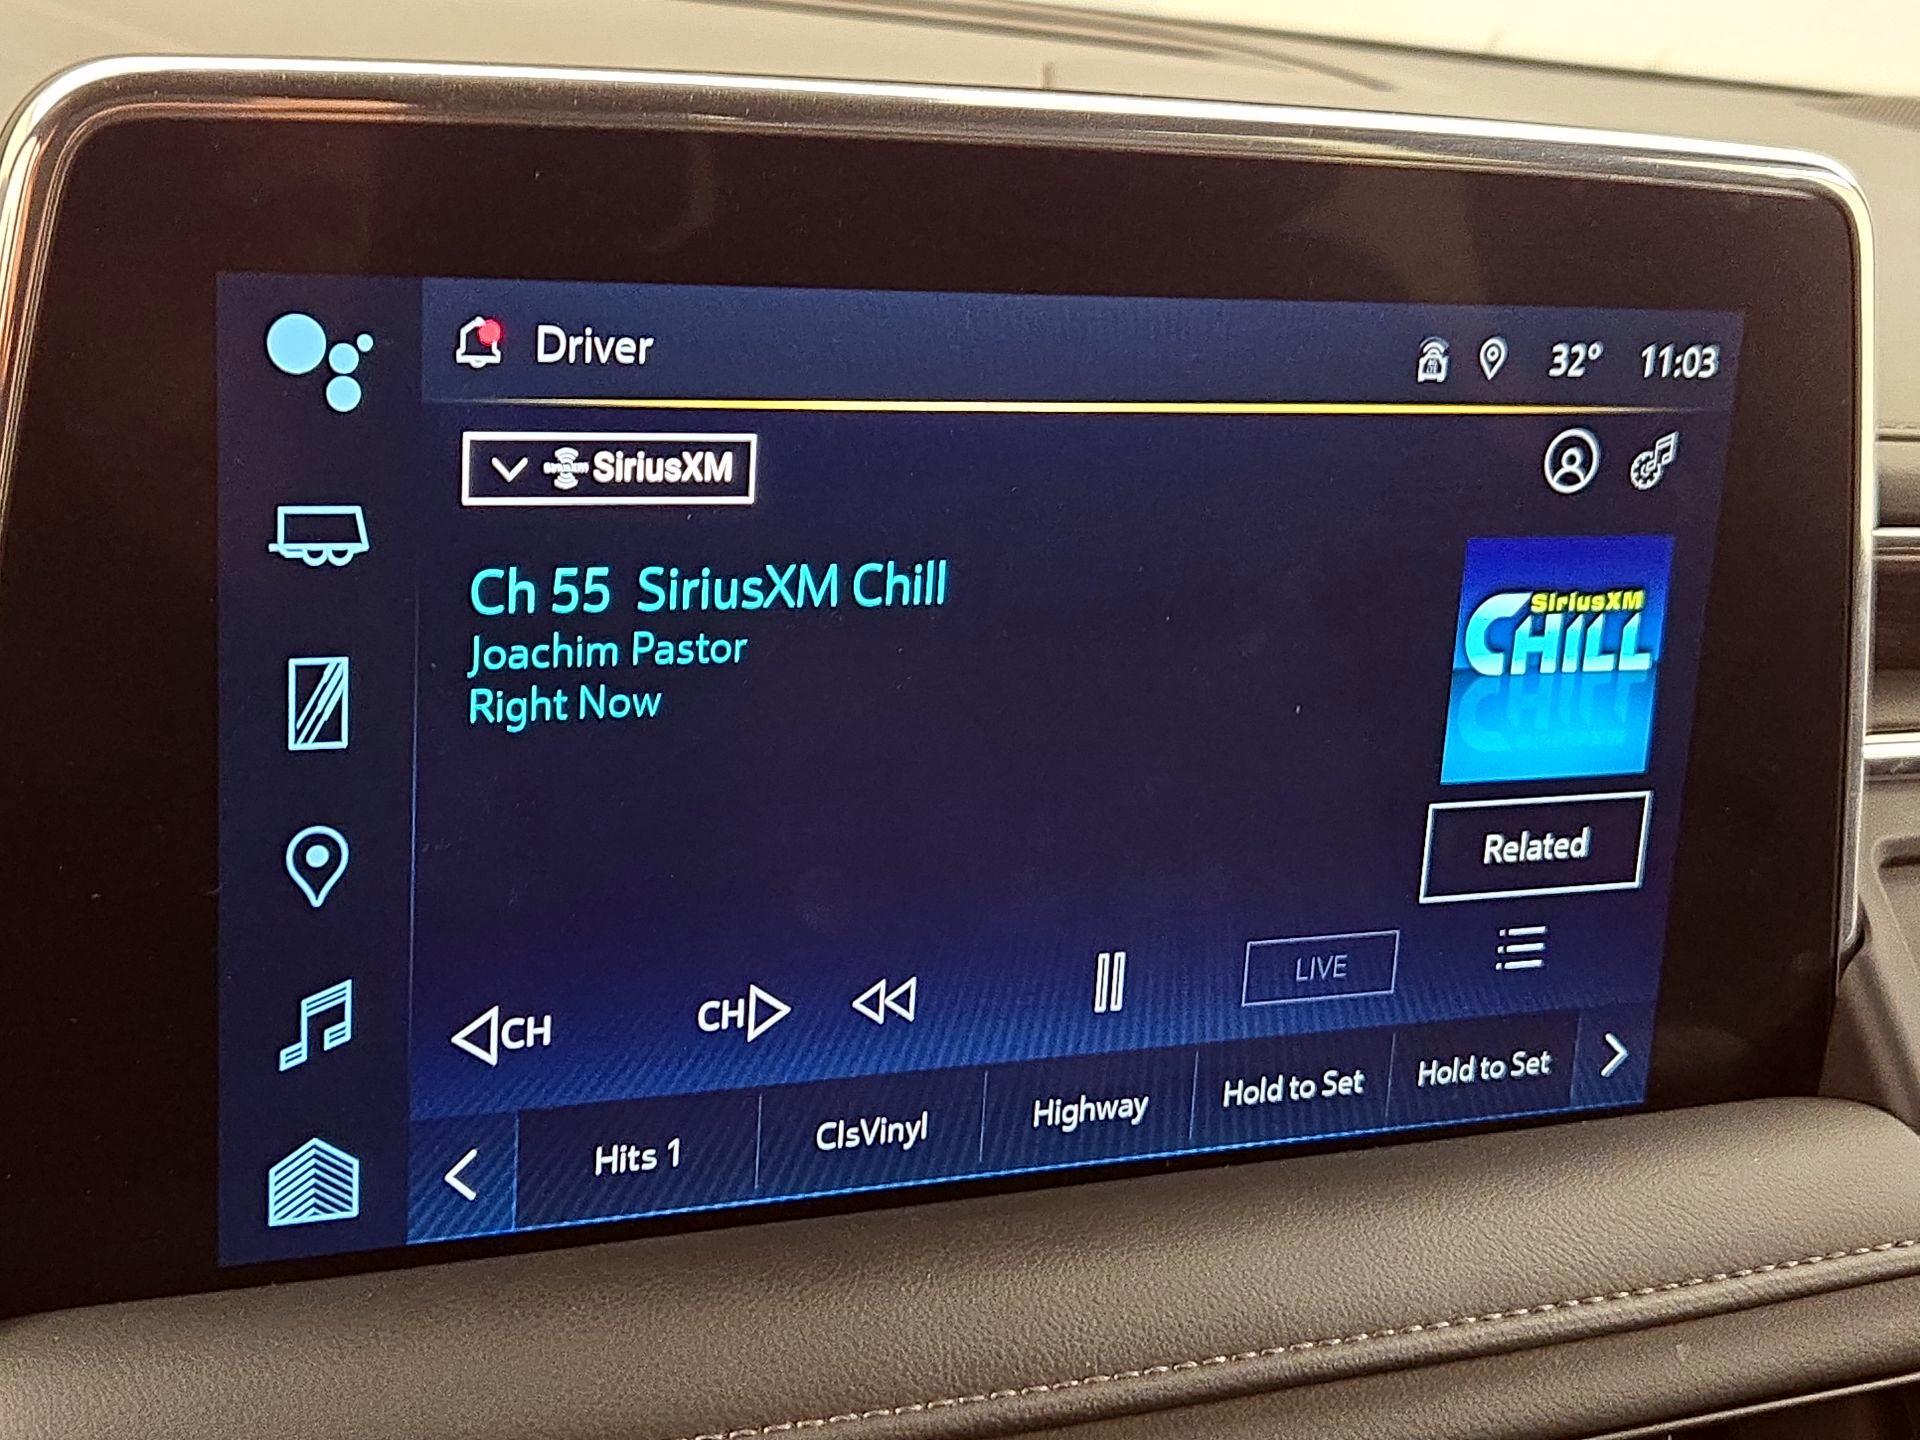 Driver
32° 11:03
SiriusXM
Ch 55 SiriusXM Chill
Joachim Pastor
Right Now
SiriusXM
CHILL
Related
CH
CH
LIVE
Hits 1
ClsVinyl
Highway
Hold to Set
Hold to Set